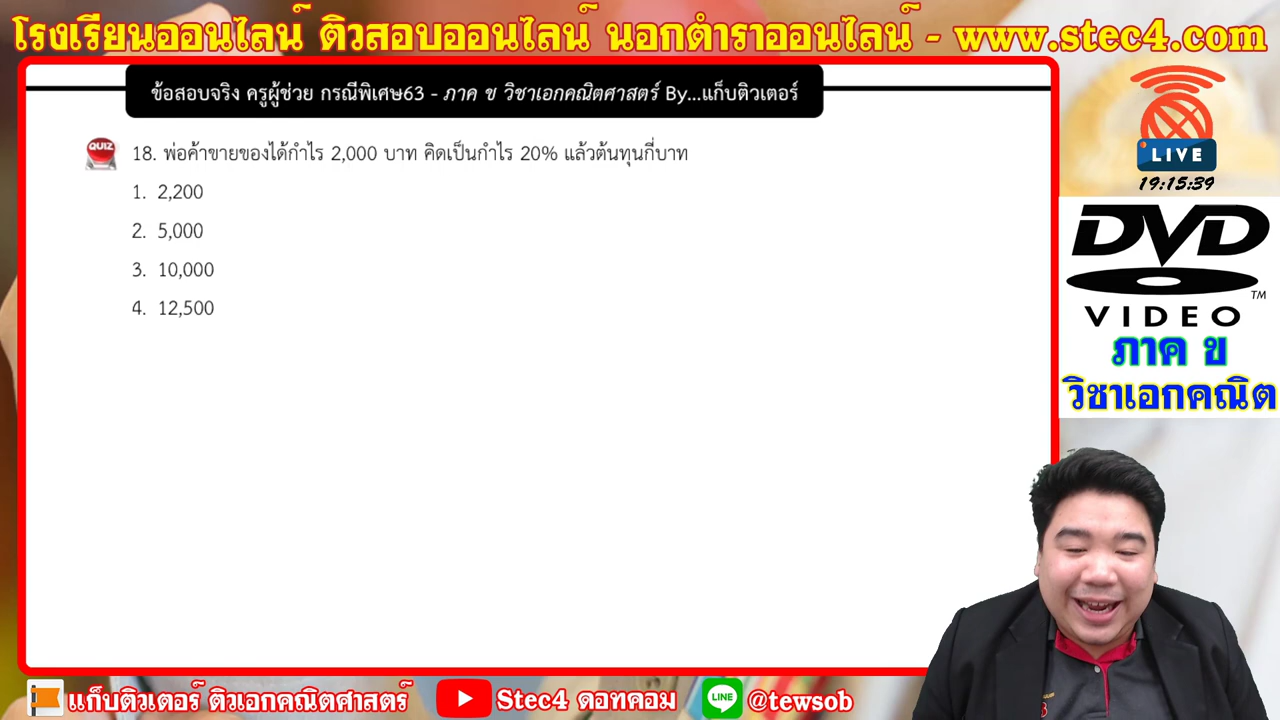 โรงเรียนออนไลน์ ติวสอบออนไลน์ นอกตำราออนไลน์ - www.stec4.com
ข้อสอบจริง ครูผู้ช่วย กรณีพิเศษ63 - ภาค ข วิชาเอกคณิตศาสตร์ By...แก็บติวเตอร์
QUIZ
18. พ่อค้าขายของได้กำไร 2,000 บาท คิดเป็นกำไร 20% แล้วต้นทุนกี่บาท
1. 2,200
2. 5,000
3. 10,000
4. 12,500
LIVE
19:15:39
DVD
TM
VIDEO
ภาค ข
วิชาเอกคณิต
แก็บติวเตอร์ ติวเอกคณิตศาสตร์
Stec4 ดอทคอม
LINE
@tewsob